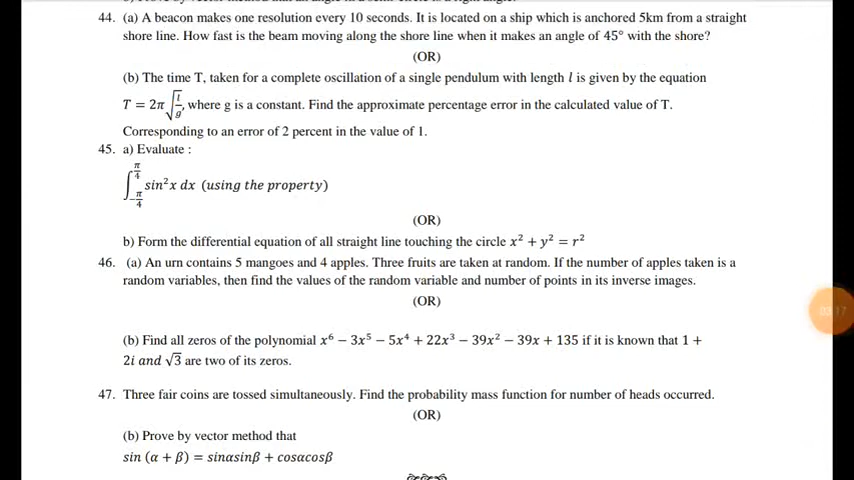 44. (a) A beacon makes one resolution every 10 seconds. It is located on a ship which is anchored 5km from a straight
shore line. How fast is the beam moving along the shore line when it makes an angle of 45° with the shore?
(OR)
(b) The time T, taken for a complete oscillation of a single pendulum with length l is given by the equation
T = 2π √(l/g), where g is a constant. Find the approximate percentage error in the calculated value of T.
Corresponding to an error of 2 percent in the value of 1.
45. a) Evaluate :
∫_{-π/4}^{π/4} sin²x dx (using the property)
(OR)
b) Form the differential equation of all straight line touching the circle x² + y² = r²
46. (a) An urn contains 5 mangoes and 4 apples. Three fruits are taken at random. If the number of apples taken is a
random variables, then find the values of the random variable and number of points in its inverse images.
(OR)
(b) Find all zeros of the polynomial x⁶ − 3x⁵ − 5x⁴ + 22x³ − 39x² − 39x + 135 if it is known that 1 +
2i and √3 are two of its zeros.
47. Three fair coins are tossed simultaneously. Find the probability mass function for number of heads occurred.
(OR)
(b) Prove by vector method that
sin (α + β) = sinαsinβ + cosαcosβ